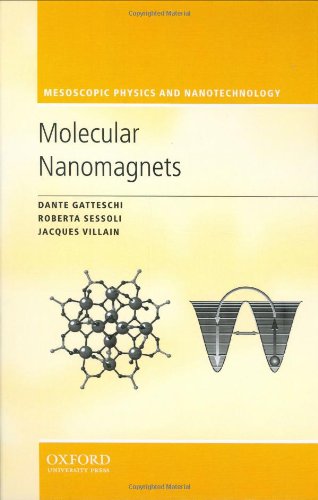 MESOSCOPIC PHYSICS AND NANOTECHNOLOGY
Molecular
Nanomagnets
DANTE GATTESCHI
ROBERTA SESSOLI
JACQUES VILLAIN
OXFORD
UNIVERSITY PRESS